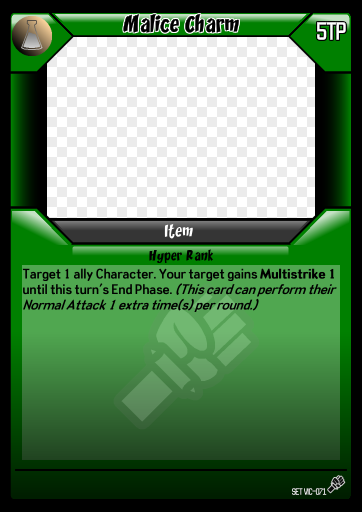 Malice Charm
5TP
Item
Hyper Rank
Target 1 ally Character. Your target gains Multistrike 1
until this turn's End Phase. (This card can perform their
Normal Attack 1 extra time(s) per round.)
SET VIC-071